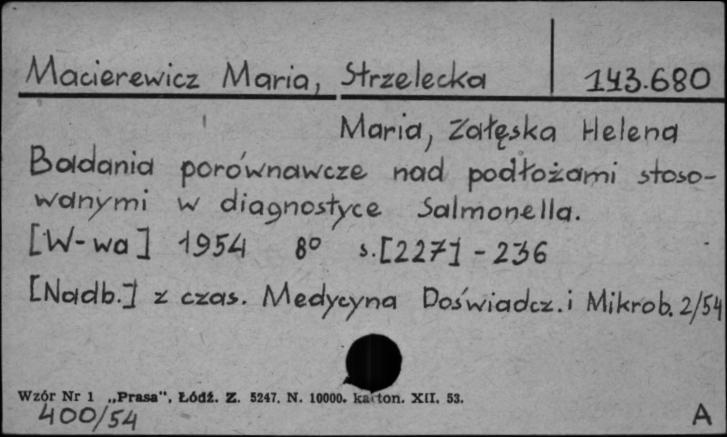 Macierewicz Maria, Strzelecka 143.680
Maria, Załęska Helena
Badania porównawcze nad podłożami stoso-
wanymi w diagnostyce Salmonella.
[W-wa] 1954 8° s.[227] - 236
[Nadb.] z czas. Medycyna Doświadcz. i Mikrob. 2/54
Wzór Nr 1 „Prasa", Łódź. Z. 5247. N. 10000. karton. XII. 53.
400/54 A